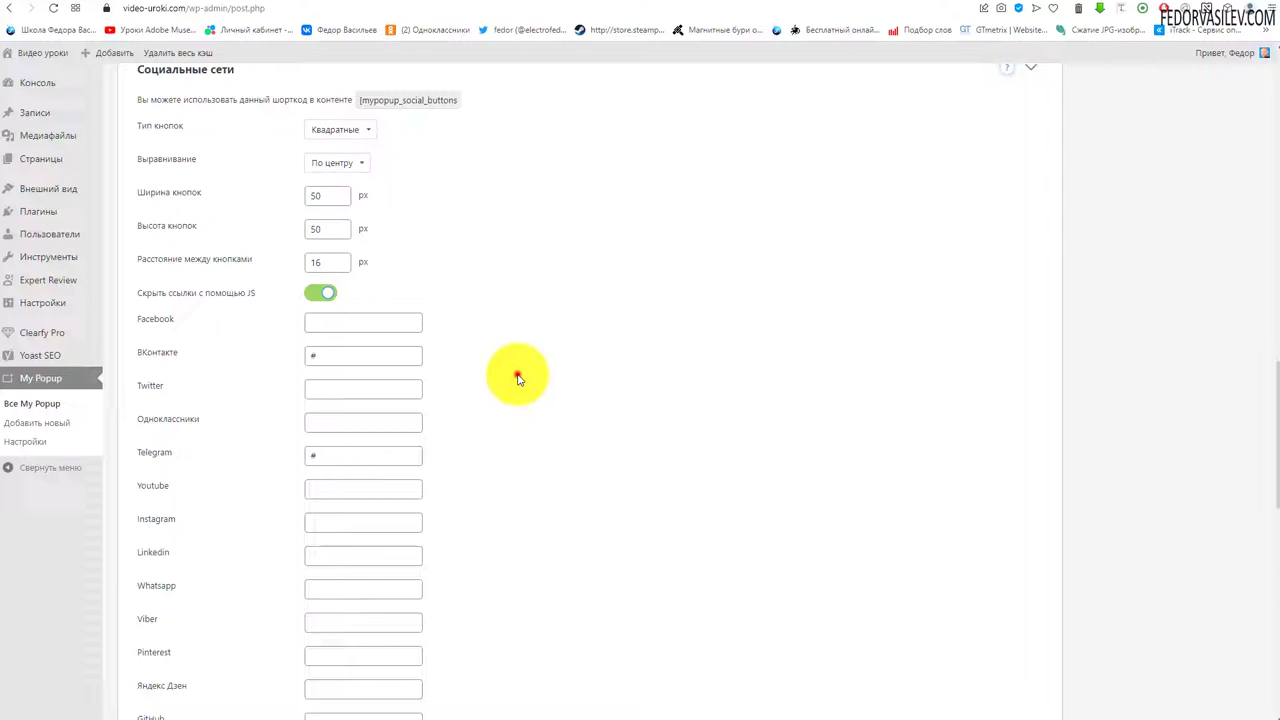 video-uroki.com/wp-admin/post.php
FEDORVASILEV.COM
Школа Федора Вас... Уроки Adobe Muse... Личный кабинет -... Федор Васильев (2) Одноклассники fedor (@electrofed... http://store.steamp... Магнитные бури о... Бесплатный онлай... Подбор слов GTmetrix | Website... Сжатие JPG-изобр... iTrack - Сервис оп...
Видео уроки Добавить Удалить весь кэш Привет, Федор
Социальные сети
?
Консоль
Записи
Медиафайлы
Страницы
Внешний вид
Плагины
Пользователи
Инструменты
Expert Review
Настройки
Clearfy Pro
Yoast SEO
My Popup
Все My Popup
Добавить новый
Настройки
Свернуть меню
Вы можете использовать данный шорткод в контенте [mypopup_social_buttons
Тип кнопок Квадратные
Выравнивание По центру
Ширина кнопок 50 px
Высота кнопок 50 px
Расстояние между кнопками 16 px
Скрыть ссылки с помощью JS
Facebook
ВКонтакте #
Twitter
Одноклассники
Telegram #
Youtube
Instagram
Linkedin
Whatsapp
Viber
Pinterest
Яндекс Дзен
GitHub